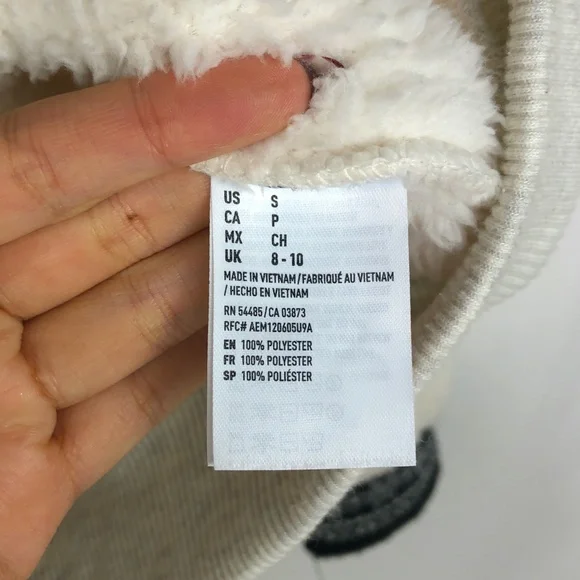 US S
CA P
MX CH
UK 8 - 10
MADE IN VIETNAM/FABRIQUÉ AU VIETNAM
/ HECHO EN VIETNAM
RN 54485/CA 03873
RFC# AEM120605U9A
EN 100% POLYESTER
FR 100% POLYESTER
SP 100% POLIÉSTER